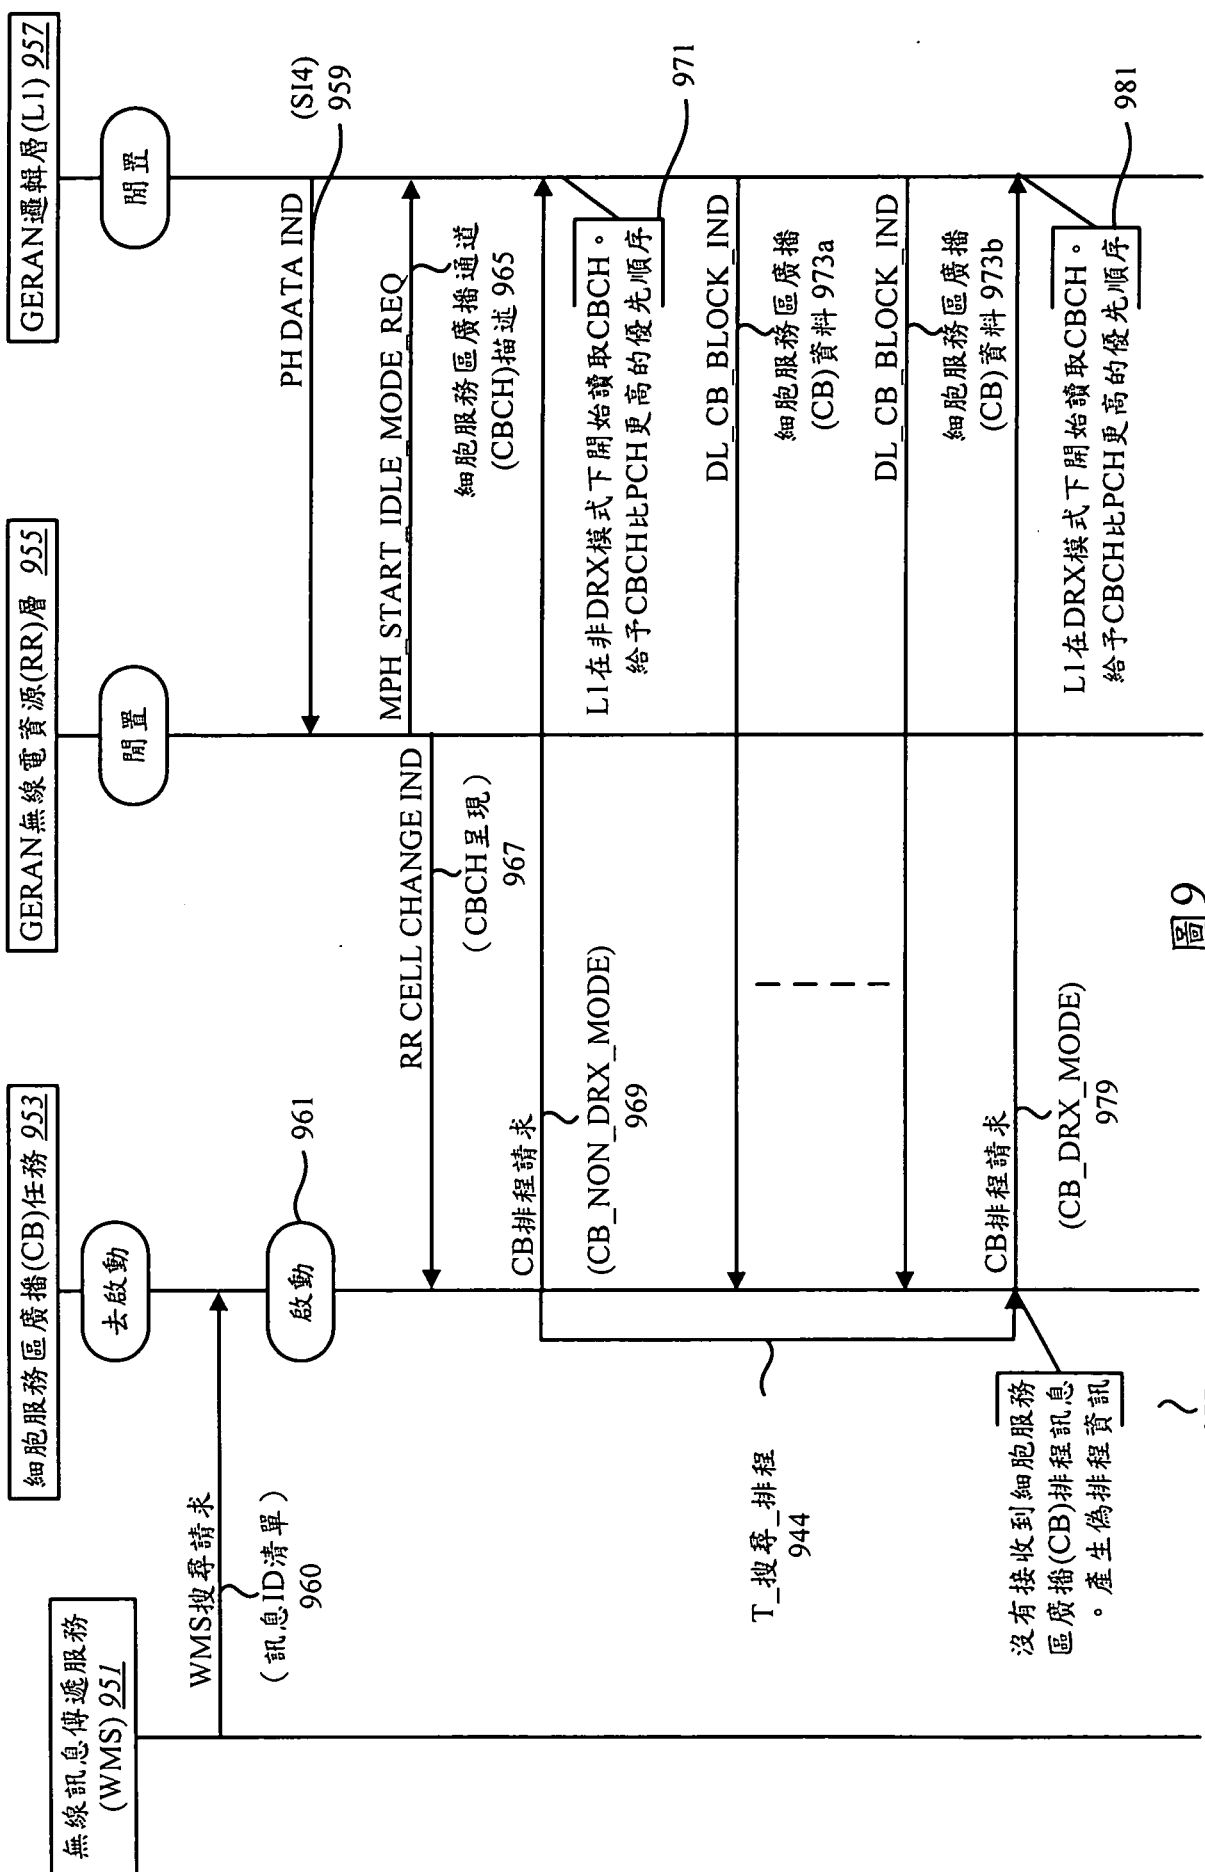 無線訊息傳遞服務
(WMS) 951
細胞服務區廣播(CB)任務 953
GERAN無線電資源(RR)層 955
GERAN邏輯層(L1) 957
去啟動
閒置
閒置
PH DATA IND
(SI4)
959
WMS搜尋請求
(訊息ID清單)
960
啟動
961
MPH_START_IDLE_MODE_REQ
細胞服務區廣播通道
(CBCH)描述 965
RR CELL CHANGE IND
(CBCH呈現)
967
CB排程請求
(CB_NON_DRX_MODE)
969
L1在非DRX模式下開始讀取CBCH。
給予CBCH比PCH更高的優先順序
971
DL_CB_BLOCK_IND
細胞服務區廣播
(CB)資料 973a
T_搜尋_排程
944
DL_CB_BLOCK_IND
細胞服務區廣播
(CB)資料 973b
CB排程請求
(CB_DRX_MODE)
979
L1在DRX模式下開始讀取CBCH。
給予CBCH比PCH更高的優先順序
981
沒有接收到細胞服務
區廣播(CB)排程訊息
。產生偽排程資訊
圖9